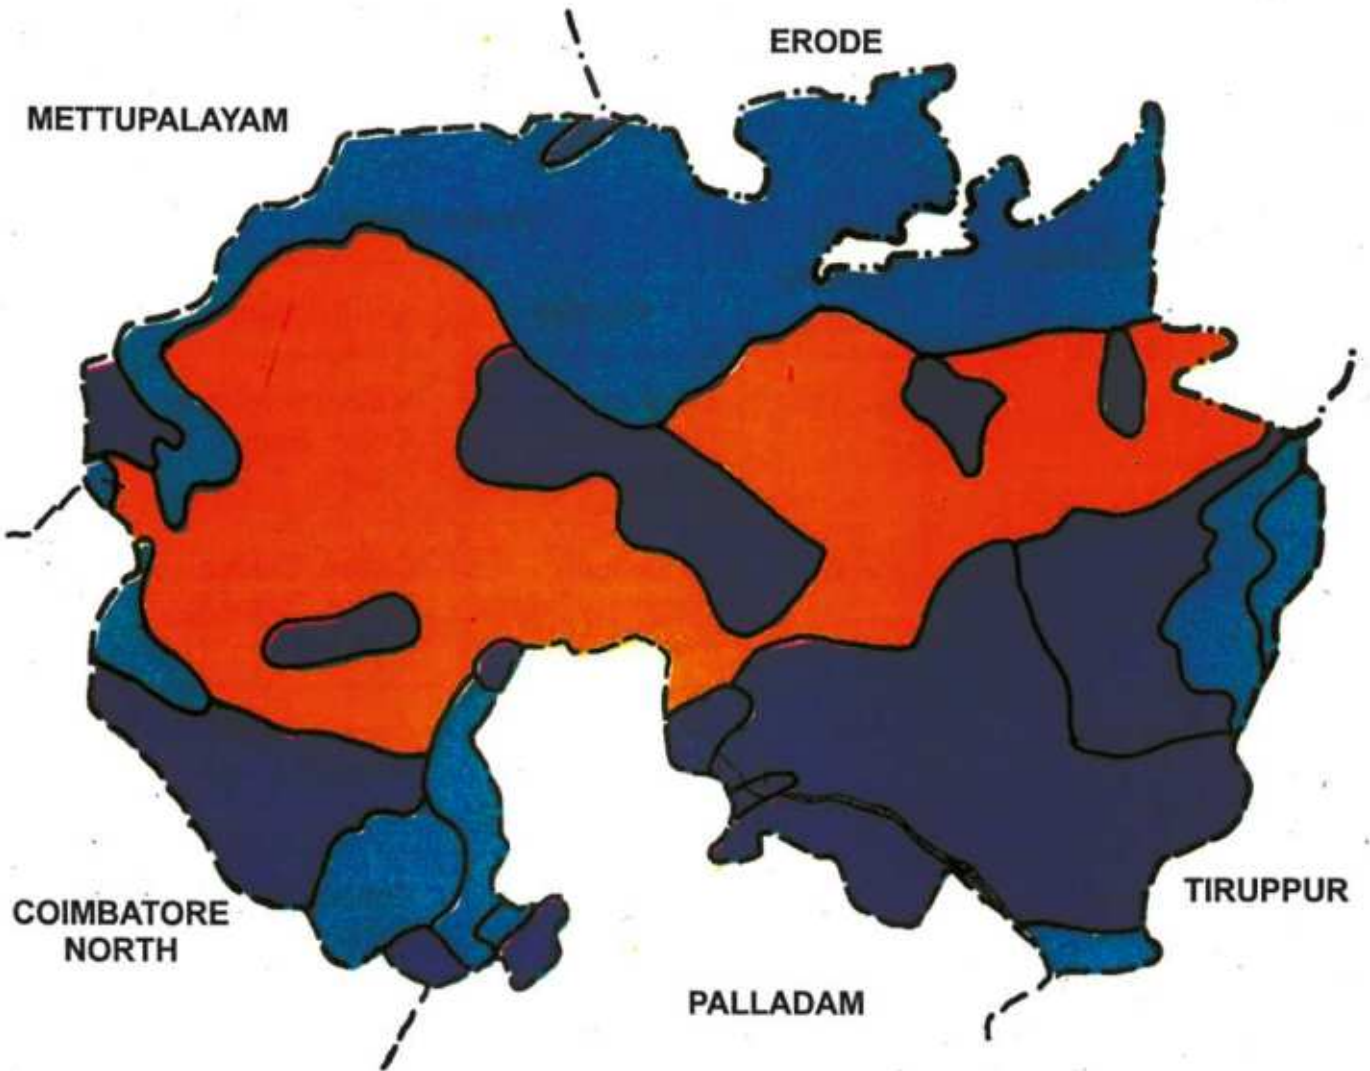 ERODE
METTUPALAYAM
COIMBATORE
NORTH
TIRUPPUR
PALLADAM